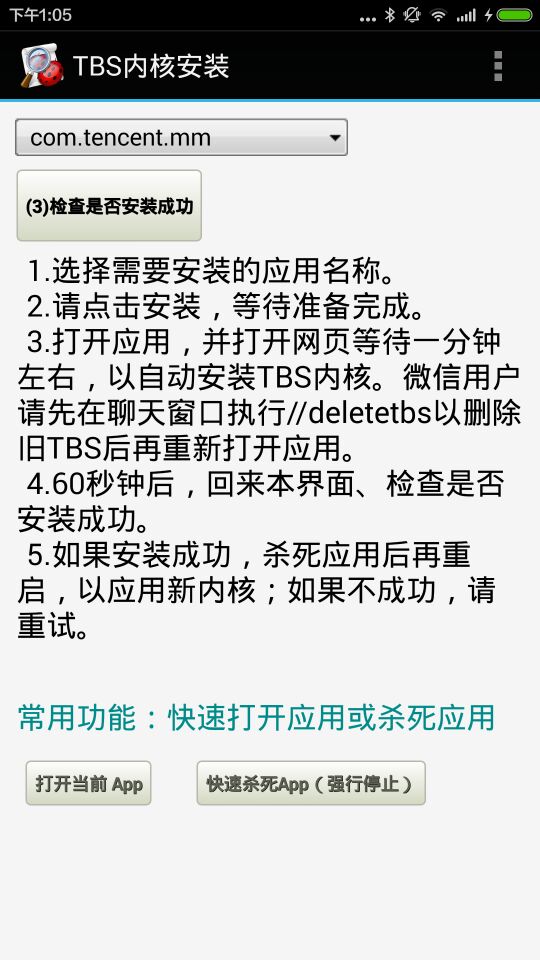 下午1:05
TBS内核安装
com.tencent.mm
(3)检查是否安装成功
1.选择需要安装的应用名称。
2.请点击安装，等待准备完成。
3.打开应用，并打开网页等待一分钟
左右，以自动安装TBS内核。微信用户
请先在聊天窗口执行//deletetbs以删除
旧TBS后再重新打开应用。
4.60秒钟后，回来本界面、检查是否
安装成功。
5.如果安装成功，杀死应用后再重
启，以应用新内核；如果不成功，请
重试。
常用功能：快速打开应用或杀死应用
打开当前 App
快速杀死App（强行停止）